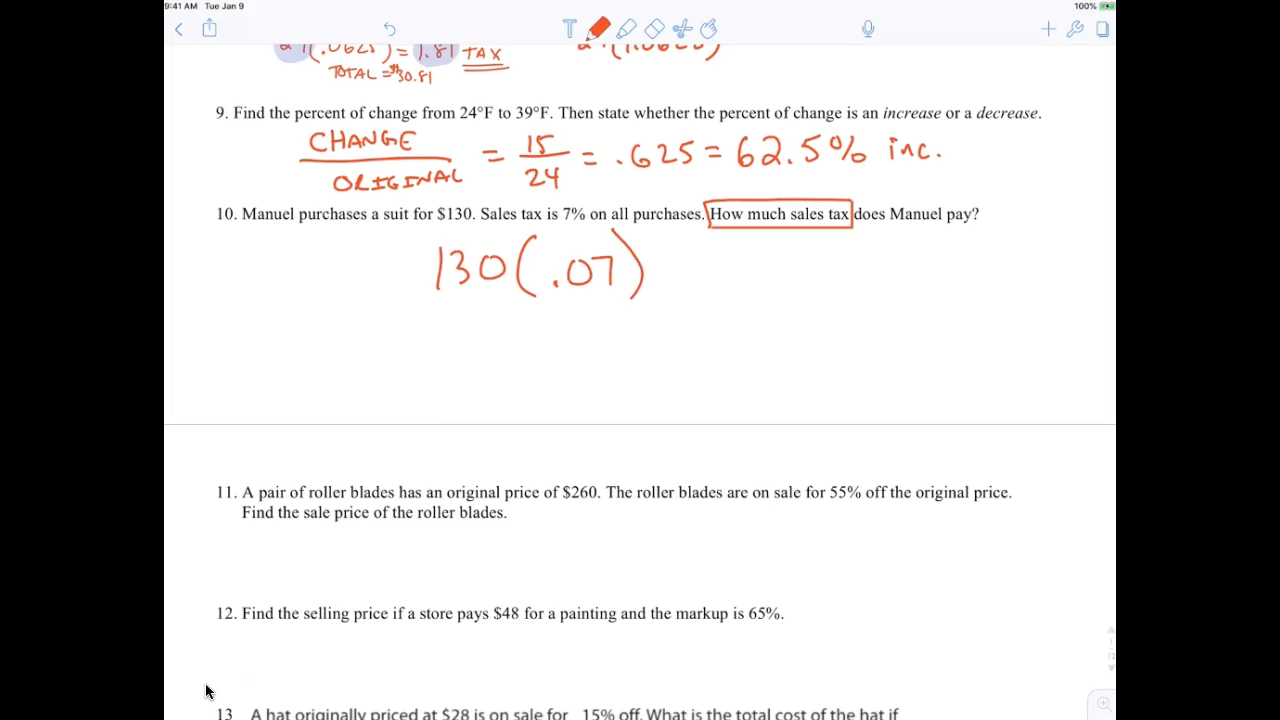 9:41 AM Tue Jan 9
100%
(.0625) = 1.81 TAX
TOTAL = $30.81
9. Find the percent of change from 24°F to 39°F. Then state whether the percent of change is an increase or a decrease.
CHANGE
ORIGINAL
= 15/24 = .625 = 62.5% inc.
10. Manuel purchases a suit for $130. Sales tax is 7% on all purchases. How much sales tax does Manuel pay?
130(.07)
11. A pair of roller blades has an original price of $260. The roller blades are on sale for 55% off the original price.
Find the sale price of the roller blades.
12. Find the selling price if a store pays $48 for a painting and the markup is 65%.
13 A hat originally priced at $28 is on sale for 15% off. What is the total cost of the hat if